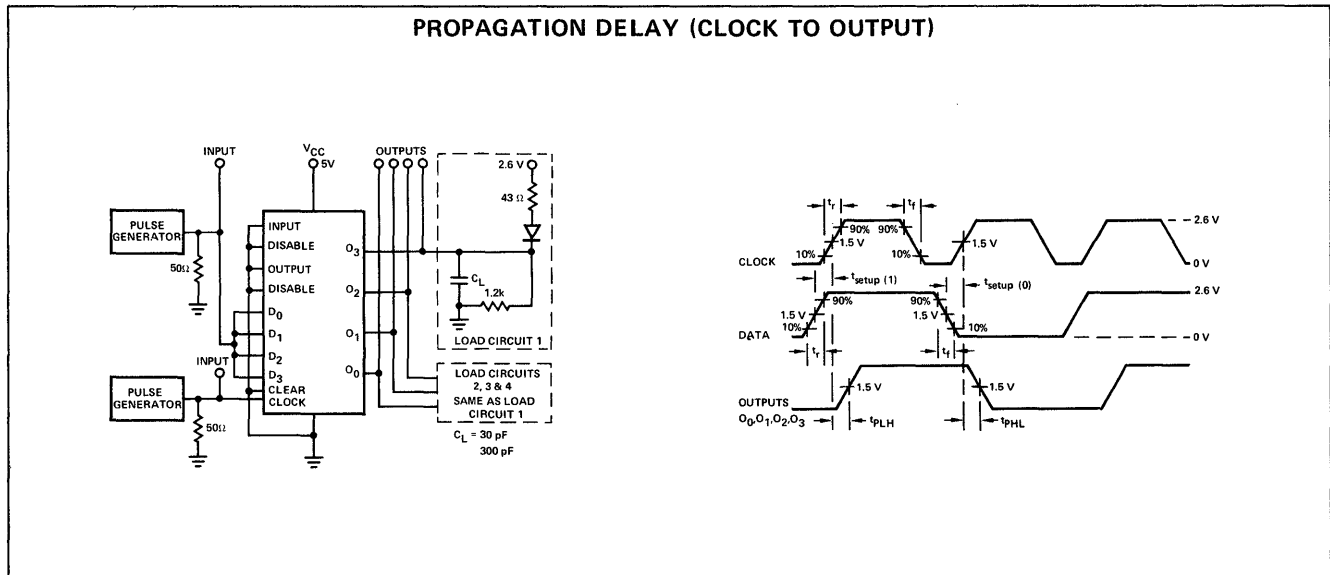 PROPAGATION DELAY (CLOCK TO OUTPUT)
INPUT
VCC
5V
OUTPUTS
2.6 V
43 Ω
PULSE
GENERATOR
50Ω
INPUT
DISABLE
OUTPUT
DISABLE
D0
D1
D2
D3
CLEAR
CLOCK
O3
O2
O1
O0
CL
1.2k
LOAD CIRCUIT 1
INPUT
PULSE
GENERATOR
50Ω
LOAD CIRCUITS
2, 3 & 4
SAME AS LOAD
CIRCUIT 1
CL = 30 pF
300 pF
tr
tf
90%
90%
1.5 V
1.5 V
10%
10%
2.6 V
0 V
CLOCK
tsetup (1)
tsetup (0)
90%
90%
1.5 V
1.5 V
10%
10%
2.6 V
0 V
DATA
tr
tf
1.5 V
1.5 V
OUTPUTS
O0,O1,O2,O3
tPLH
tPHL